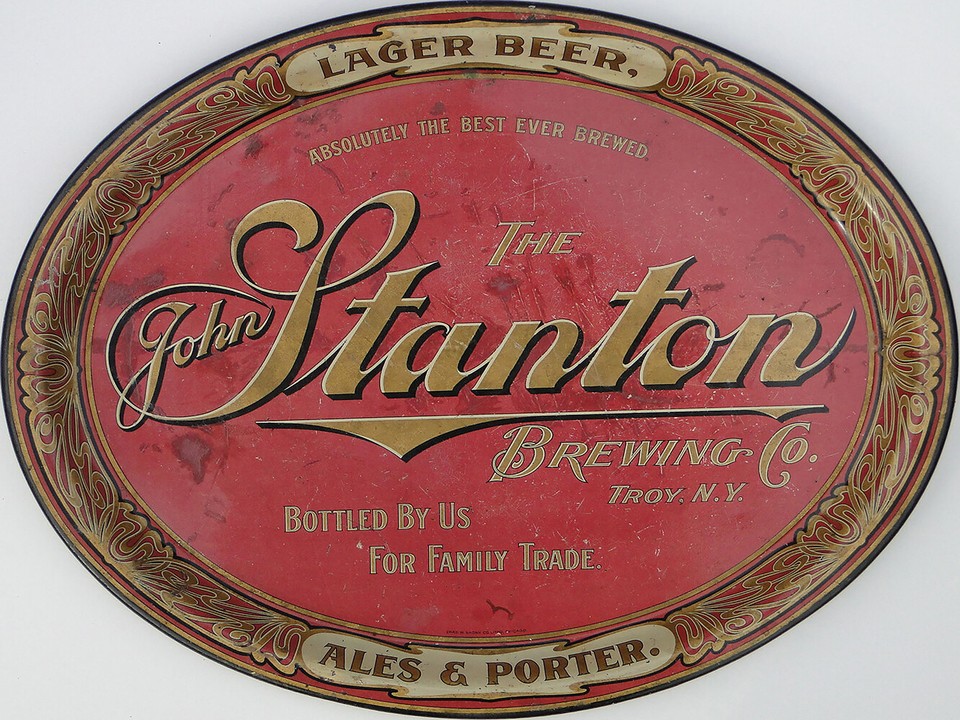 LAGER BEER.
ABSOLUTELY THE BEST EVER BREWED.
THE
John Stanton
BREWING CO.
TROY, N.Y.
BOTTLED BY US
FOR FAMILY TRADE.
ALES & PORTER.